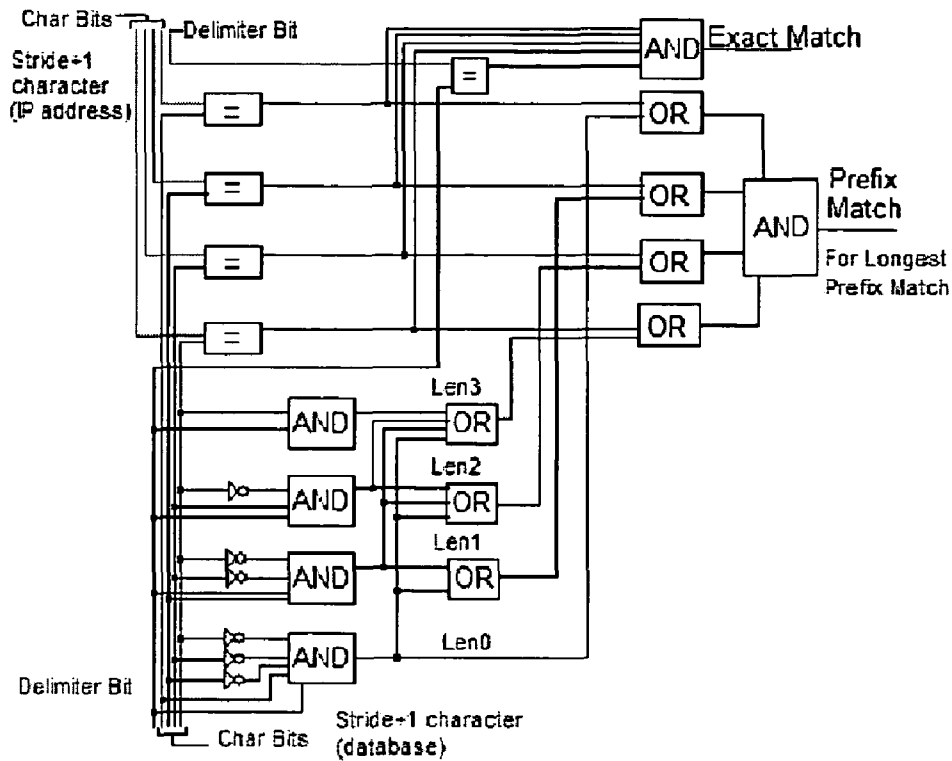 Char Bits
Delimiter Bit
Stride+1
character
(IP address)
=
AND
Exact Match
=
OR
=
OR
Prefix
Match
AND
=
OR
For Longest
Prefix Match
=
OR
Len3
AND
OR
Len2
AND
OR
Len1
AND
OR
AND
Len0
Delimiter Bit
Char Bits
Stride+1 character
(database)